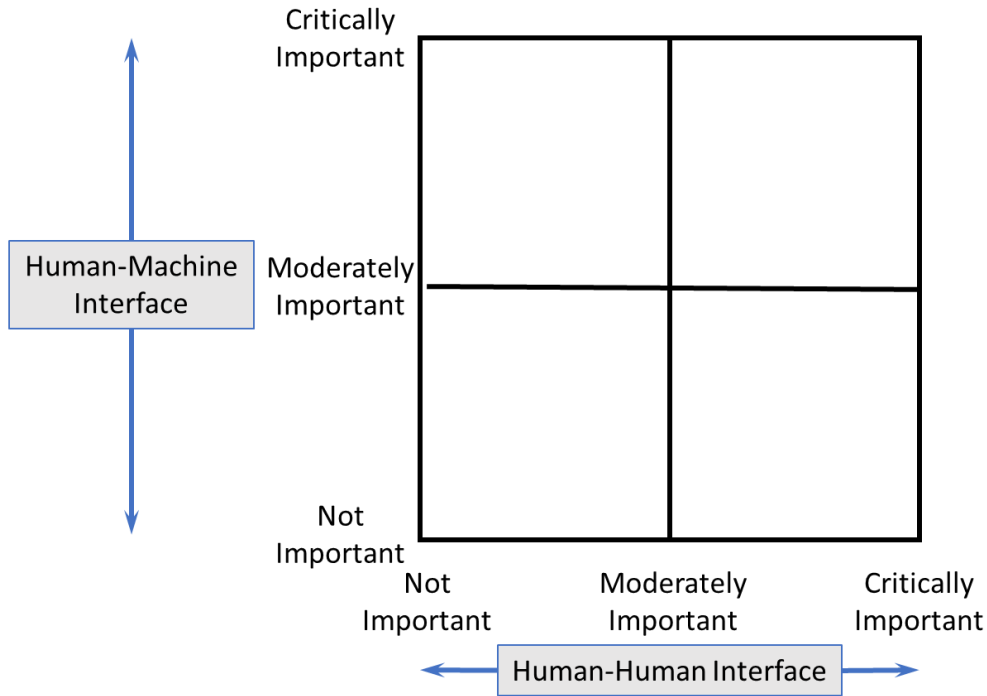 Critically
Important
Human-Machine
Interface
Moderately
Important
Not
Important
Not
Important
Moderately
Important
Critically
Important
Human-Human Interface